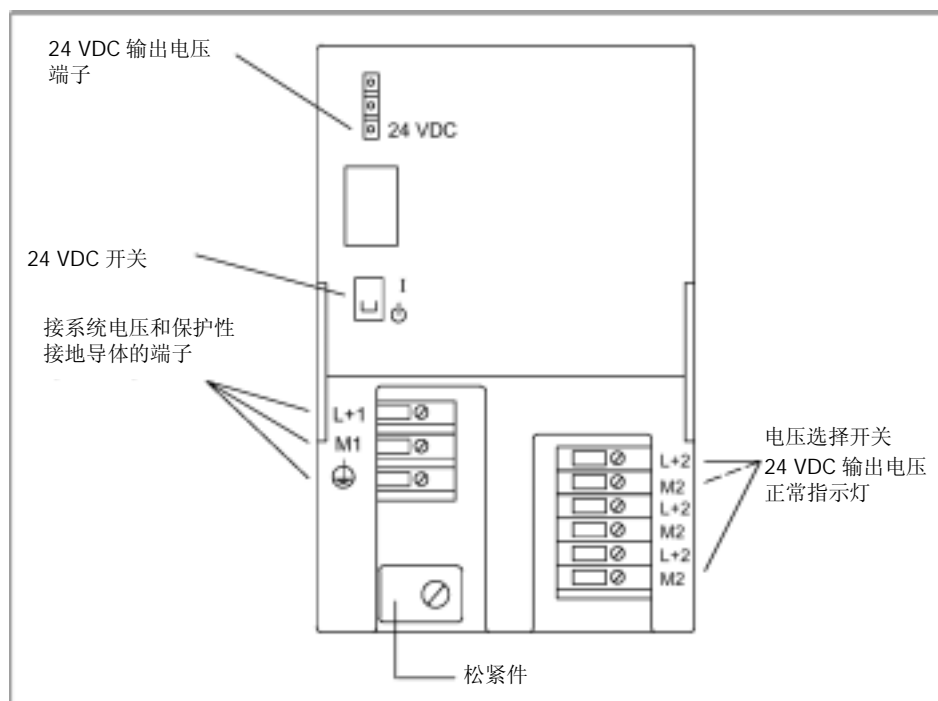 24 VDC 输出电压
端子
24 VDC
24 VDC 开关
I
接系统电压和保护性
接地导体的端子
L+1
M1
电压选择开关
24 VDC 输出电压
正常指示灯
L+2
M2
L+2
M2
L+2
M2
松紧件